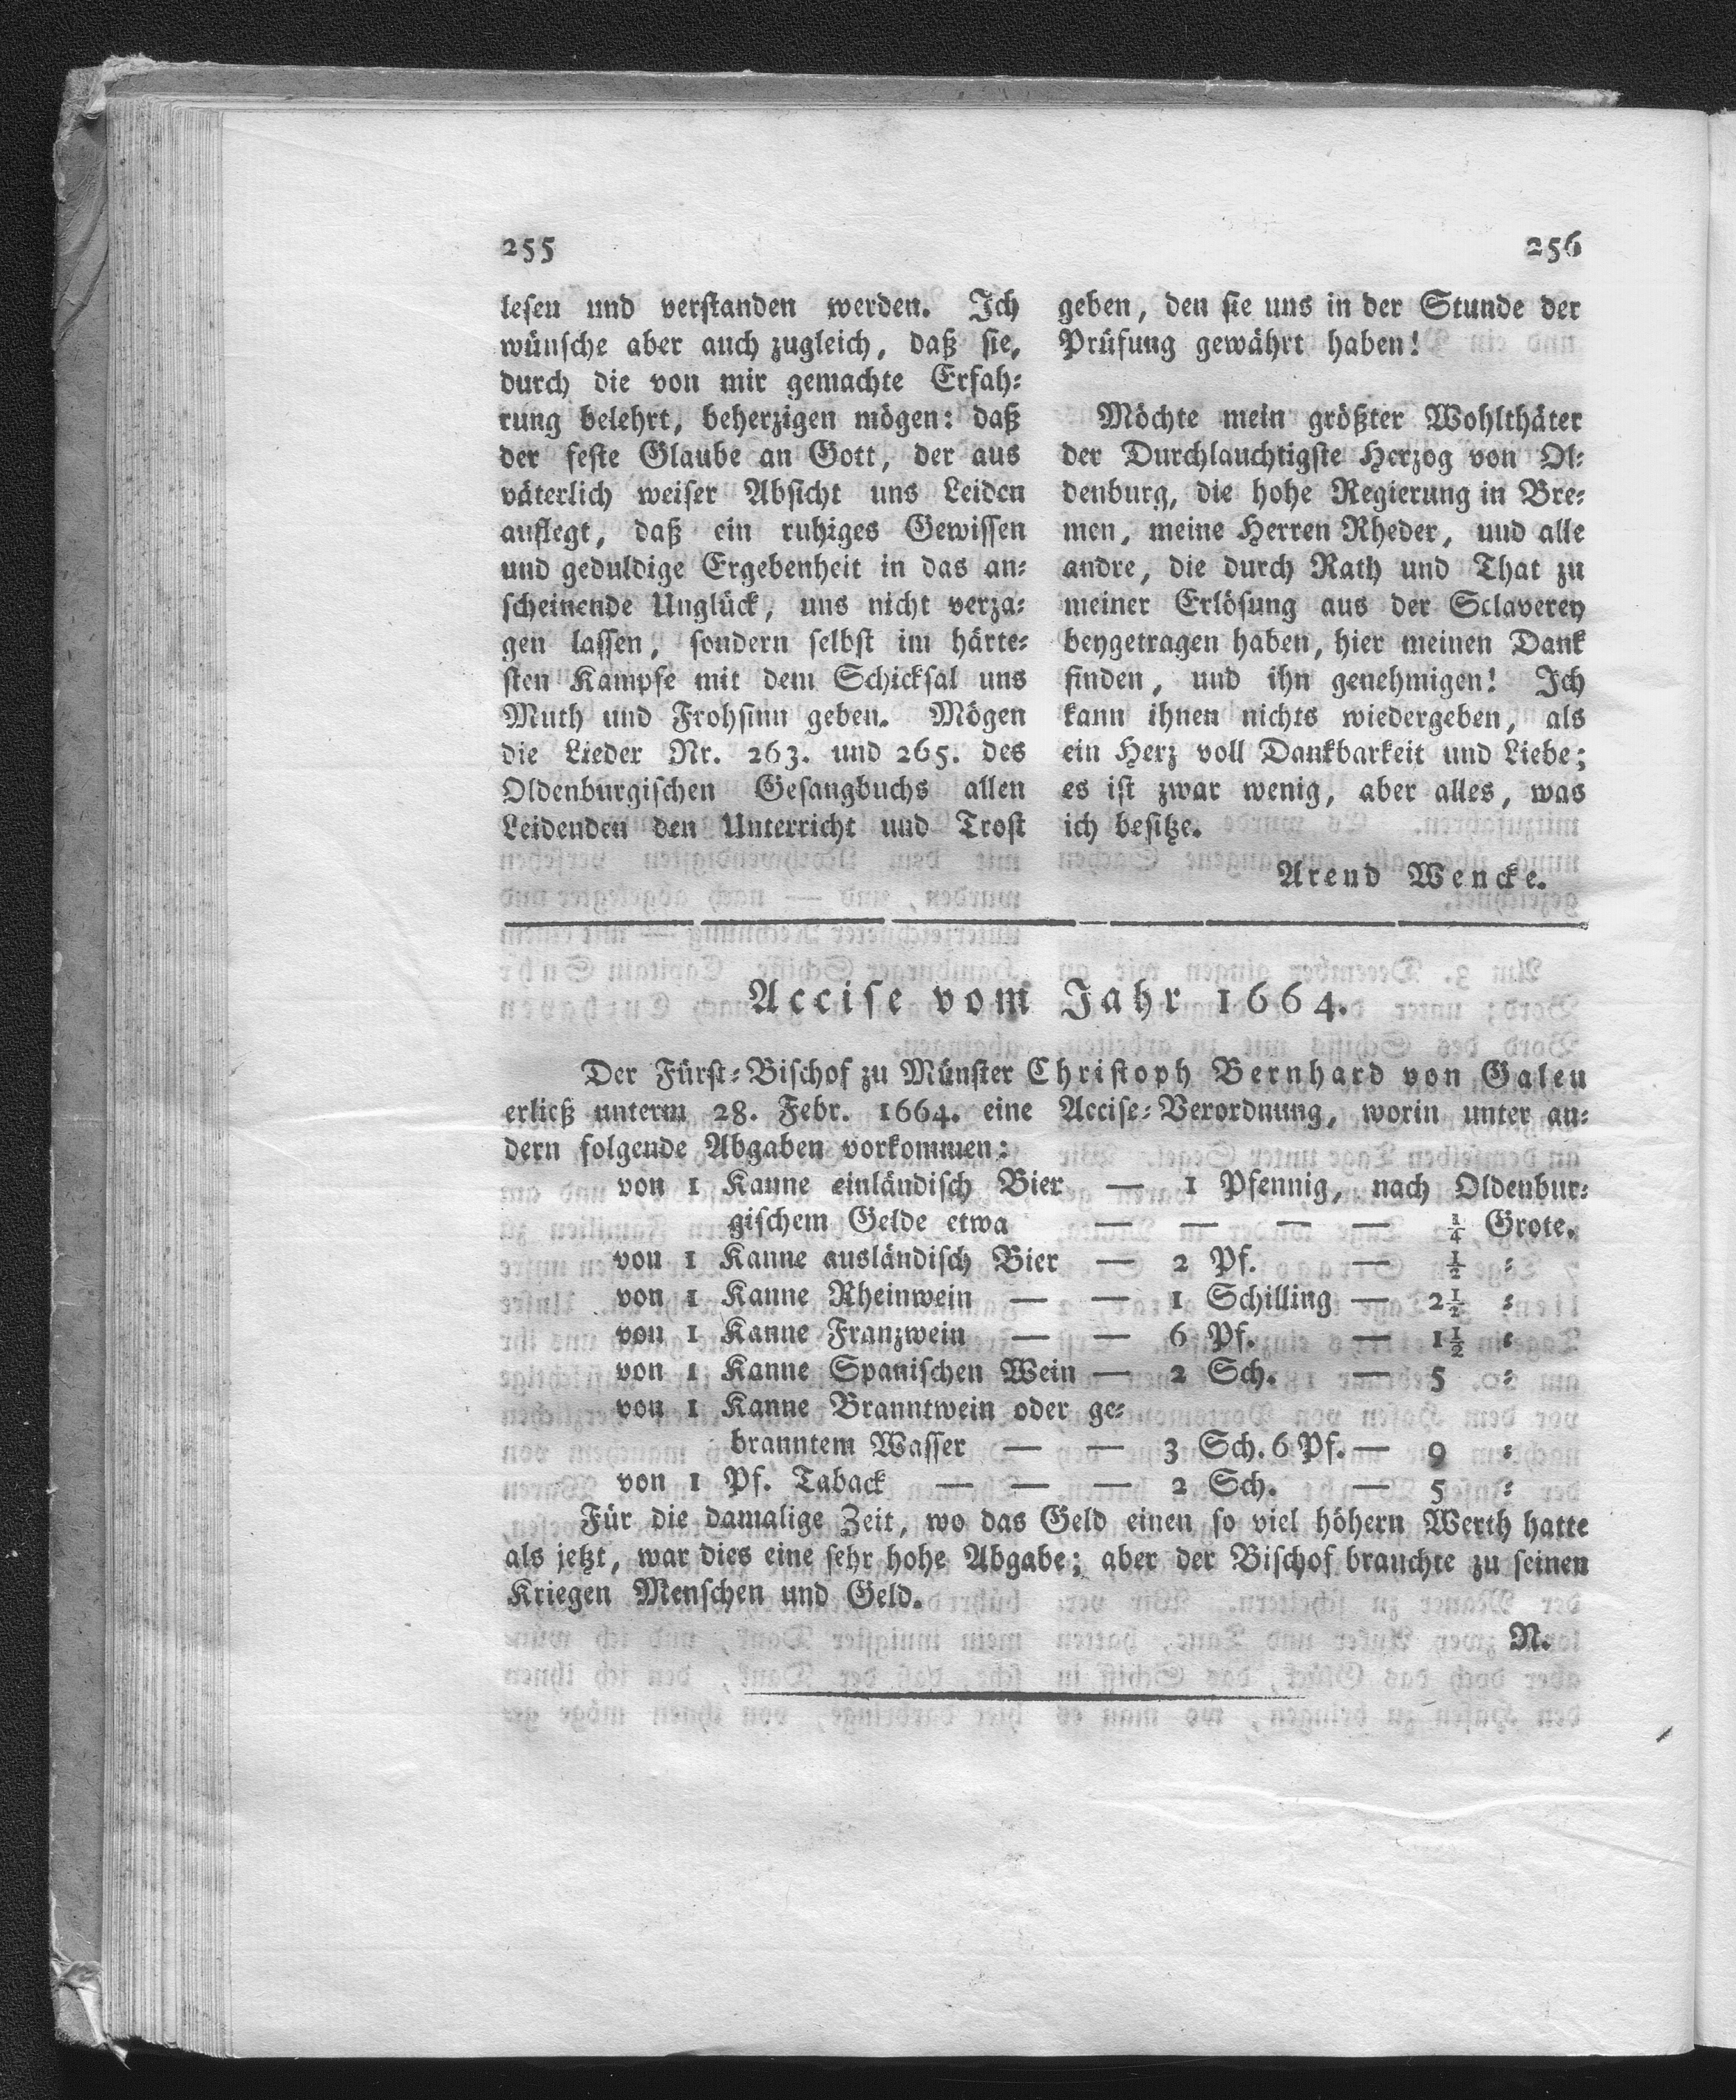 255
lesen und verstanden werden. Ich
wünsche aber auch zugleich, daß sie,
durch die von mir gemachte Erfah⸗
rung belehrt, beherzigen mögen: daß
der feste Glaube an Gott, der aus
väterlich weiser Absicht uns Leiden
auflegt, daß ein ruhiges Gewissen
und geduldige Ergebenheit in das an⸗
scheinende Unglück, uns nicht verza⸗
gen lassen, sondern selbst im härte⸗
sten Kampfe mit dem Schicksal uns
Muth und Frohsinn geben. Mögen
die Lieder Nr. 263. und 265. des
Oldenburgischen Gesangbuchs allen
Leidenden den Unterricht und Trost
256
geben, den sie uns in der Stunde der
Prüfung gewährt haben!
Möchte mein größter Wohlthäter
der Durchlauchtigste Herzog von Ol⸗
denburg, die hohe Regierung in Bre⸗
men, meine Herren Rheder, und alle
andre, die durch Rath und That zu
meiner Erlösung aus der Sclaverey
beygetragen haben, hier meinen Dank
finden, und ihn genehmigen! Ich
kann ihnen nichts wiedergeben, als
ein Herz voll Dankbarkeit und Liebe;
es ist zwar wenig, aber alles, was
ich besitze.
Arend Wencke.
Accise vom Jahr 1664.
Der Fürst⸗Bischof zu Münster Christoph Bernhard von Galen
erließ unterm 28. Febr. 1664. eine Accise⸗Verordnung, worin unter an⸗
dern folgende Abgaben vorkommen:
von 1 Kanne einländisch Bier — 1 Pfennig, nach Oldenbur⸗
gischem Gelde etwa — — — — ¼ Grote.
von 1 Kanne ausländisch Bier — 2 Pf. — ½ ⸗
von 1 Kanne Rheinwein — — 1 Schilling — 2½ ⸗
von 1 Kanne Franzwein — — 6 Pf. — 1½ ⸗
von 1 Kanne Spanischen Wein — 2 Sch. — 5 ⸗
von 1 Kanne Branntwein oder ge⸗
branntem Wasser — — 3 Sch. 6 Pf. — 9 ⸗
von 1 Pf. Taback — — — 2 Sch. — 5 ⸗
Für die damalige Zeit, wo das Geld einen so viel höhern Werth hatte
als jetzt, war dies eine sehr hohe Abgabe; aber der Bischof brauchte zu seinen
Kriegen Menschen und Geld.
N.